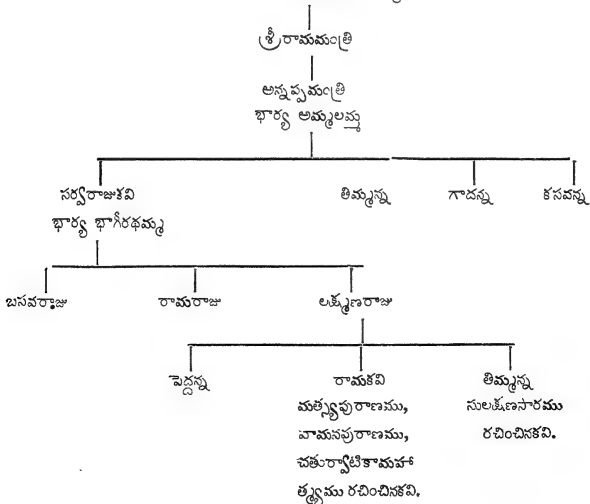 శ్రీరామమంత్రి
అన్నప్పమంత్రి
భార్య అమ్మలమ్మ
సర్వరాజుకవి తిమ్మన్న గాదన్న కసవన్న
భార్య భాగీరథమ్మ
బసవరాజు రామరాజు లక్ష్మణరాజు
పెద్దన్న రామకవి తిమ్మన్న
మత్స్యపురాణము, సులక్షణసారము
వామనపురాణము, రచించినకవి.
చతుర్వాటికామహా
త్మ్యము రచించినకవి.